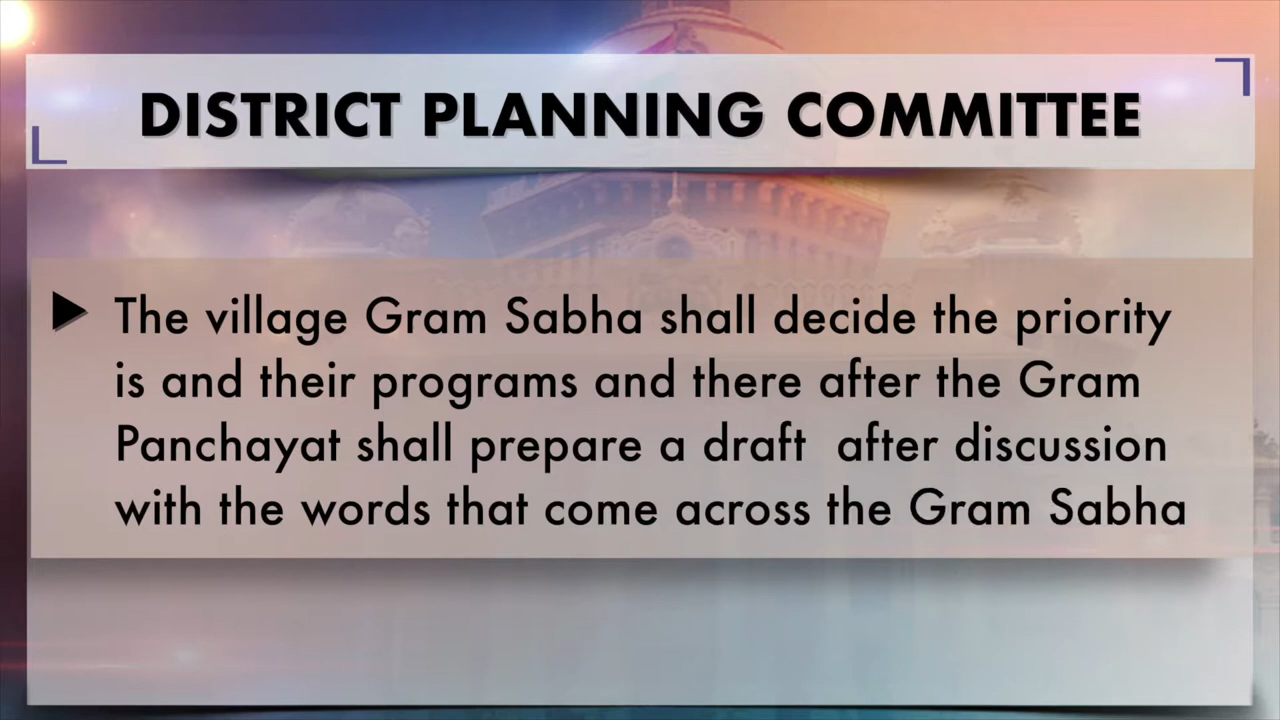 DISTRICT PLANNING COMMITTEE
The village Gram Sabha shall decide the priority
is and their programs and there after the Gram
Panchayat shall prepare a draft  after discussion
with the words that come across the Gram Sabha